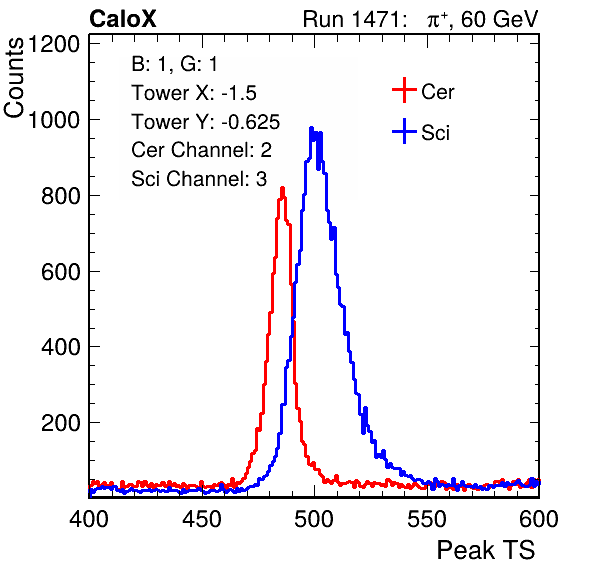 CaloX Run 1471: π⁺, 60 GeV
Counts
1200
1000
800
600
400
200
B: 1, G: 1
Tower X: -1.5
Tower Y: -0.625
Cer Channel: 2
Sci Channel: 3
Cer
Sci
400 450 500 550 600
Peak TS